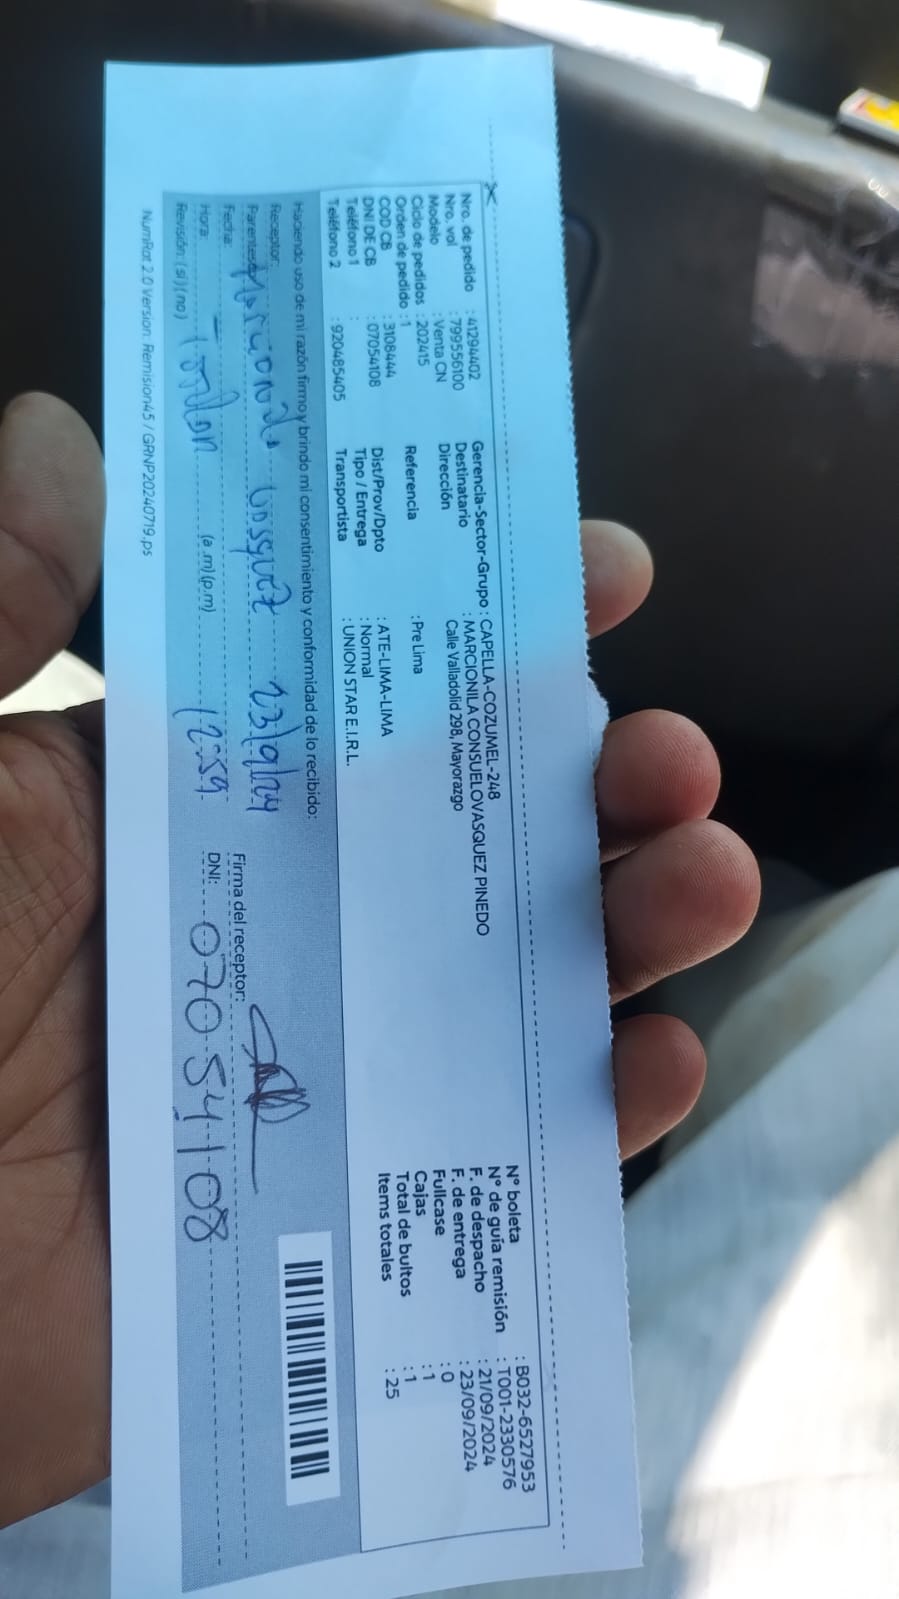 Nro. de pedido : 41294402
Nro. vol : 799556100
Modelo : Venta CN
Ciclo de pedidos : 202415
Orden de pedido : 1
COD CB : 3108444
DNI DE CB : 07054108
Teléfono 1 :
Teléfono 2 : 920485405
Gerencia-Sector-Grupo : CAPELLA-COZUMEL-248
Destinatario : MARCIONILA CONSUELOVASQUEZ PINEDO
Dirección Calle Valladolid 298, Mayorazgo
Referencia : Pre Lima
Dist/Prov/Dpto : ATE-LIMA-LIMA
Tipo / Entrega : Normal
Transportista : UNION STAR E.I.R.L.
N° boleta : B032-6527953
N° de guía remisión : T001-2330576
F. de despacho : 21/09/2024
F. de entrega : 23/09/2024
Fullcase : 0
Cajas : 1
Total de bultos : 1
Items totales : 25
Haciendo uso de mi razón firmo y brindo mi consentimiento y conformidad de lo recibido:
Receptor:
Parentesco Vasquez 23/9/24
Fecha:
Hora: (a.m)(p.m) 12:59
Revisión: (si) (no)
Firma del receptor:
DNI: 07054108
NumRot 2.0 Version: Remision45 / GRNP20240719.ps